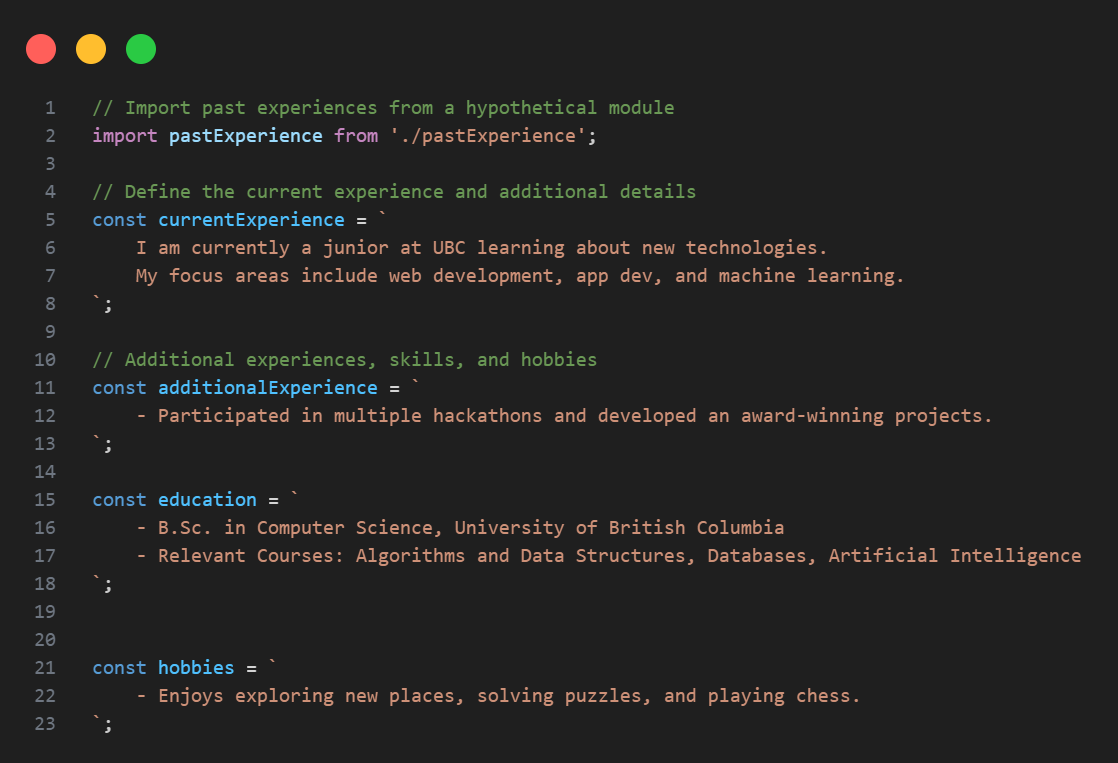 1 // Import past experiences from a hypothetical module
2 import pastExperience from './pastExperience';
3
4 // Define the current experience and additional details
5 const currentExperience = `
6     I am currently a junior at UBC learning about new technologies.
7     My focus areas include web development, app dev, and machine learning.
8 `;
9
10 // Additional experiences, skills, and hobbies
11 const additionalExperience = `
12     - Participated in multiple hackathons and developed an award-winning projects.
13 `;
14
15 const education = `
16     - B.Sc. in Computer Science, University of British Columbia
17     - Relevant Courses: Algorithms and Data Structures, Databases, Artificial Intelligence
18 `;
19
20
21 const hobbies = `
22     - Enjoys exploring new places, solving puzzles, and playing chess.
23 `;